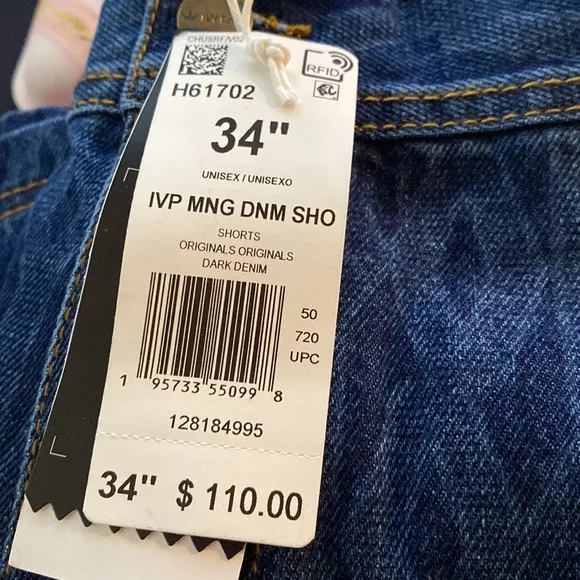 CHUSRF/V02
RFID
H61702
34"
UNISEX / UNISEXO
IVP MNG DNM SHO
SHORTS
ORIGINALS ORIGINALS
DARK DENIM
50
720
UPC
1 95733 55099 8
128184995
34" $ 110.00